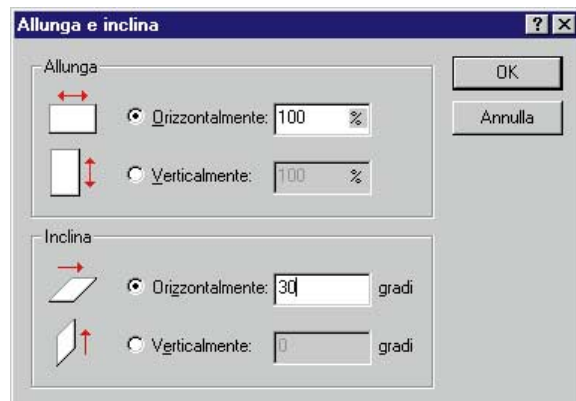 Allunga e inclina
Allunga
Orizzontalmente: 100 %
Verticalmente: 100 %
OK
Annulla
Inclina
Orizzontalmente: 30 gradi
Verticalmente: 0 gradi